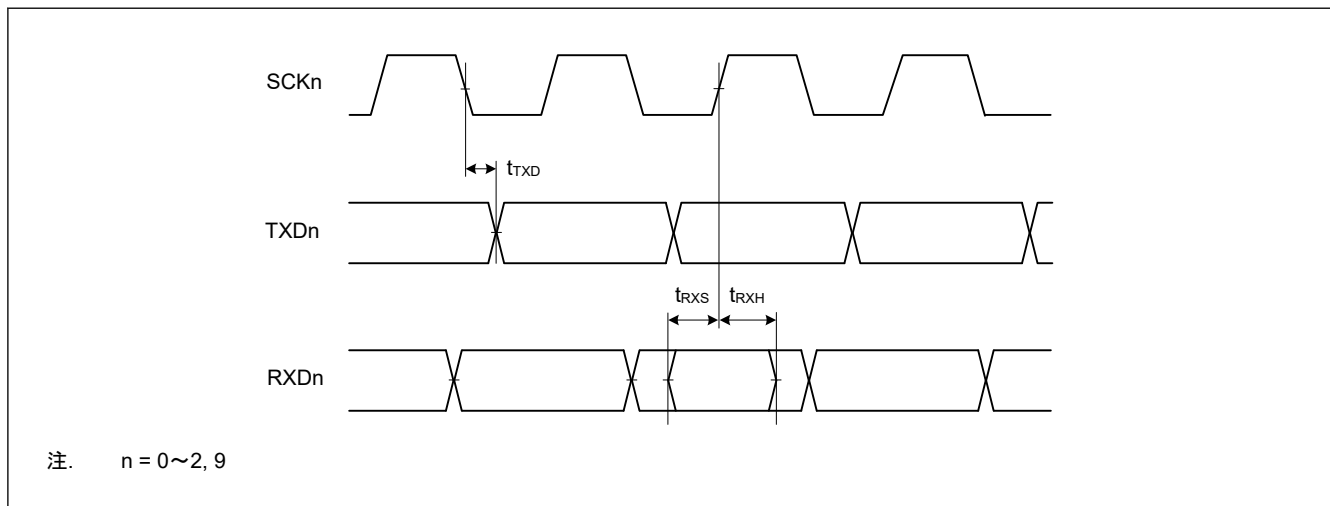 SCKn
tTXD
TXDn
tRXS tRXH
RXDn
注. n = 0～2, 9